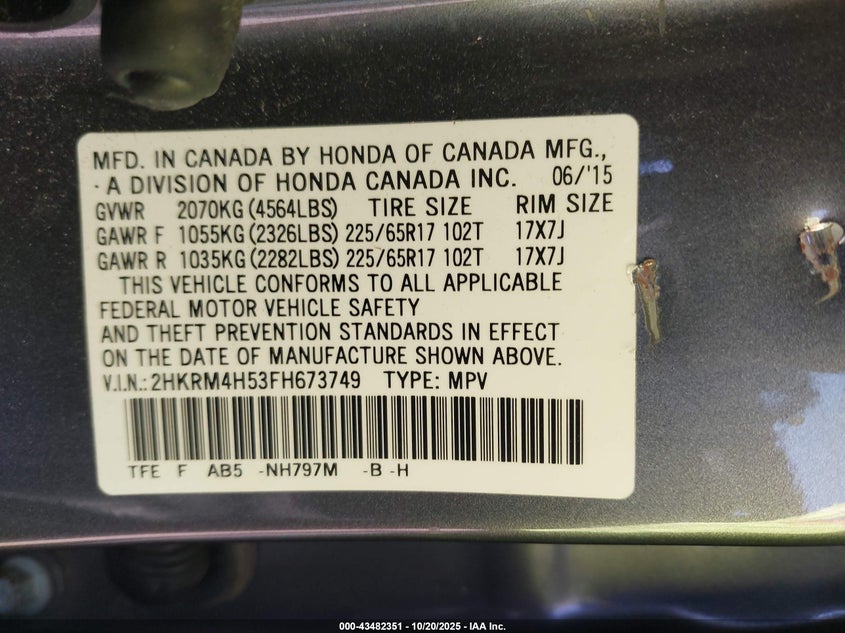 MFD. IN CANADA BY HONDA OF CANADA MFG.,
A DIVISION OF HONDA CANADA INC. 06/'15
GVWR 2070KG (4564LBS) TIRE SIZE RIM SIZE
GAWR F 1055KG (2326LBS) 225/65R17 102T 17X7J
GAWR R 1035KG (2282LBS) 225/65R17 102T 17X7J
THIS VEHICLE CONFORMS TO ALL APPLICABLE
FEDERAL MOTOR VEHICLE SAFETY
AND THEFT PREVENTION STANDARDS IN EFFECT
ON THE DATE OF MANUFACTURE SHOWN ABOVE.
V.I.N.: 2HKRM4H53FH673749 TYPE: MPV
TFE F AB5 -NH797M -B -H
000-43482351 - 10/20/2025 - IAA Inc.